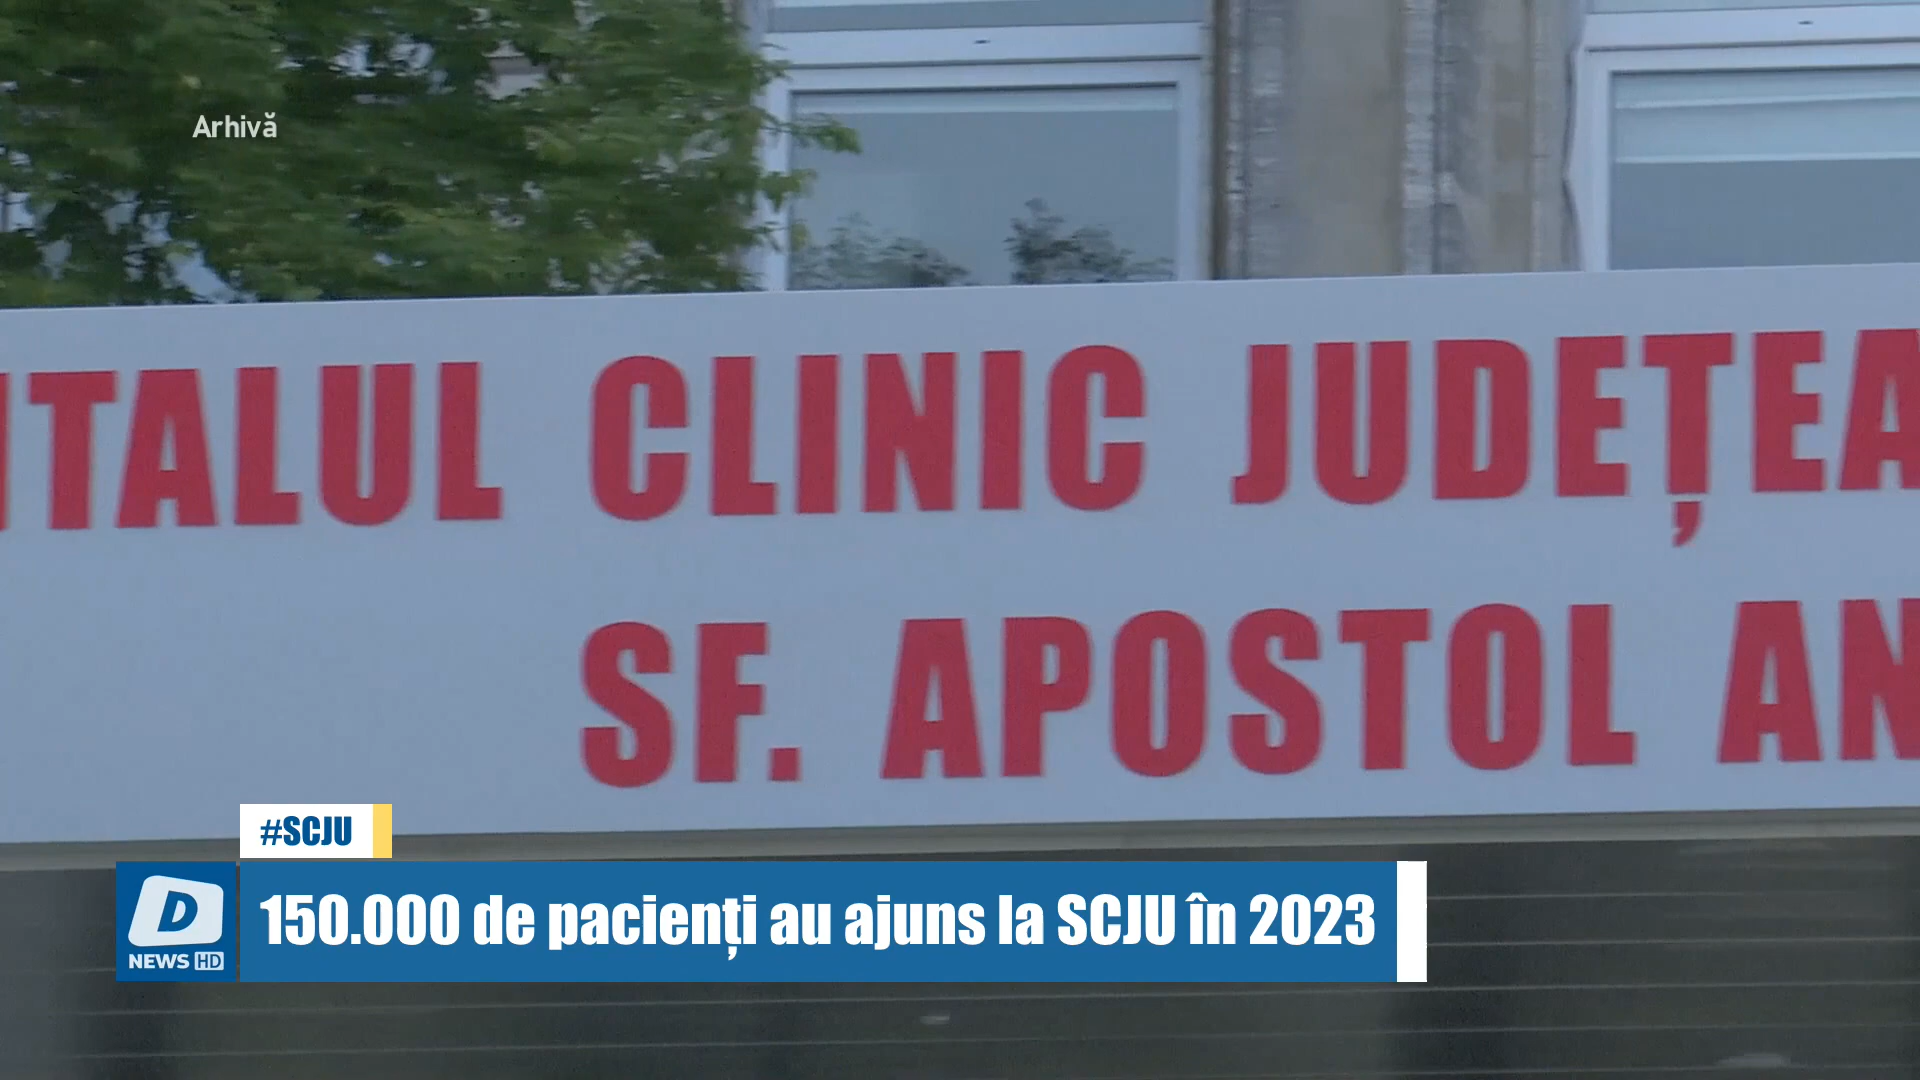 Arhivă
ITALUL CLINIC JUDEȚEA
SF. APOSTOL AN
#SCJU
150.000 de pacienți au ajuns la SCJU în 2023
D
NEWS HD